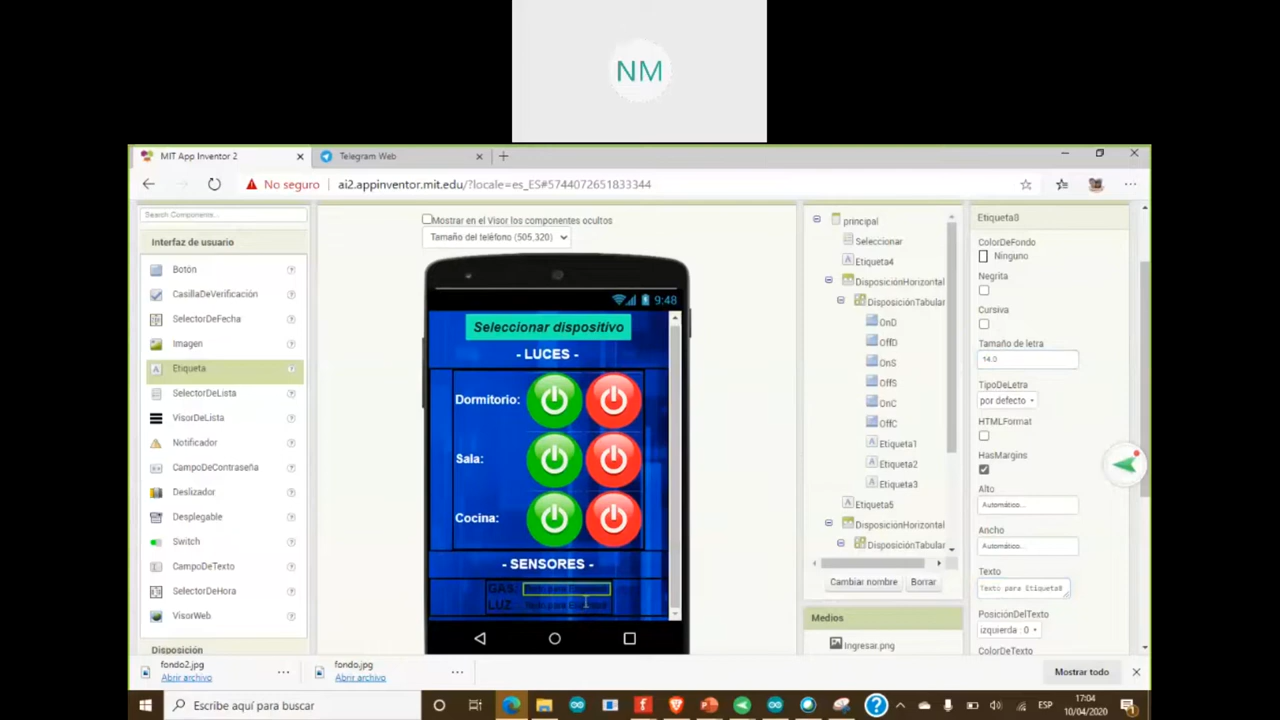 NM
MIT App Inventor 2
Telegram Web
No seguro
ai2.appinventor.mit.edu/?locale=es_ES#5744072651833344
Search Components...
Interfaz de usuario
Botón
CasillaDeVerificación
SelectorDeFecha
Imagen
Etiqueta
SelectorDeLista
VisorDeLista
Notificador
CampoDeContraseña
Deslizador
Desplegable
Switch
CampoDeTexto
SelectorDeHora
VisorWeb
Disposición
Mostrar en el Visor los componentes ocultos
Tamaño del teléfono (505,320)
9:48
Seleccionar dispositivo
- LUCES -
Dormitorio:
Sala:
Cocina:
- SENSORES -
GAS:
LUZ
principal
Seleccionar
Etiqueta4
DisposiciónHorizontal
DisposiciónTabular
OnD
OffD
OnS
OffS
OnC
OffC
Etiqueta1
Etiqueta2
Etiqueta3
Etiqueta5
DisposiciónHorizontal
DisposiciónTabular
Cambiar nombre
Borrar
Medios
Ingresar.png
Etiqueta8
ColorDeFondo
Ninguno
Negrita
Cursiva
Tamaño de letra
14.0
TipoDeLetra
por defecto
HTMLFormat
HasMargins
Alto
Automático...
Ancho
Automático...
Texto
Texto para Etiqueta8
PosiciónDelTexto
izquierda : 0
ColorDeTexto
fondo2.jpg
Abrir archivo
fondo.jpg
Abrir archivo
Mostrar todo
Escribe aquí para buscar
ESP
17:04
10/04/2020